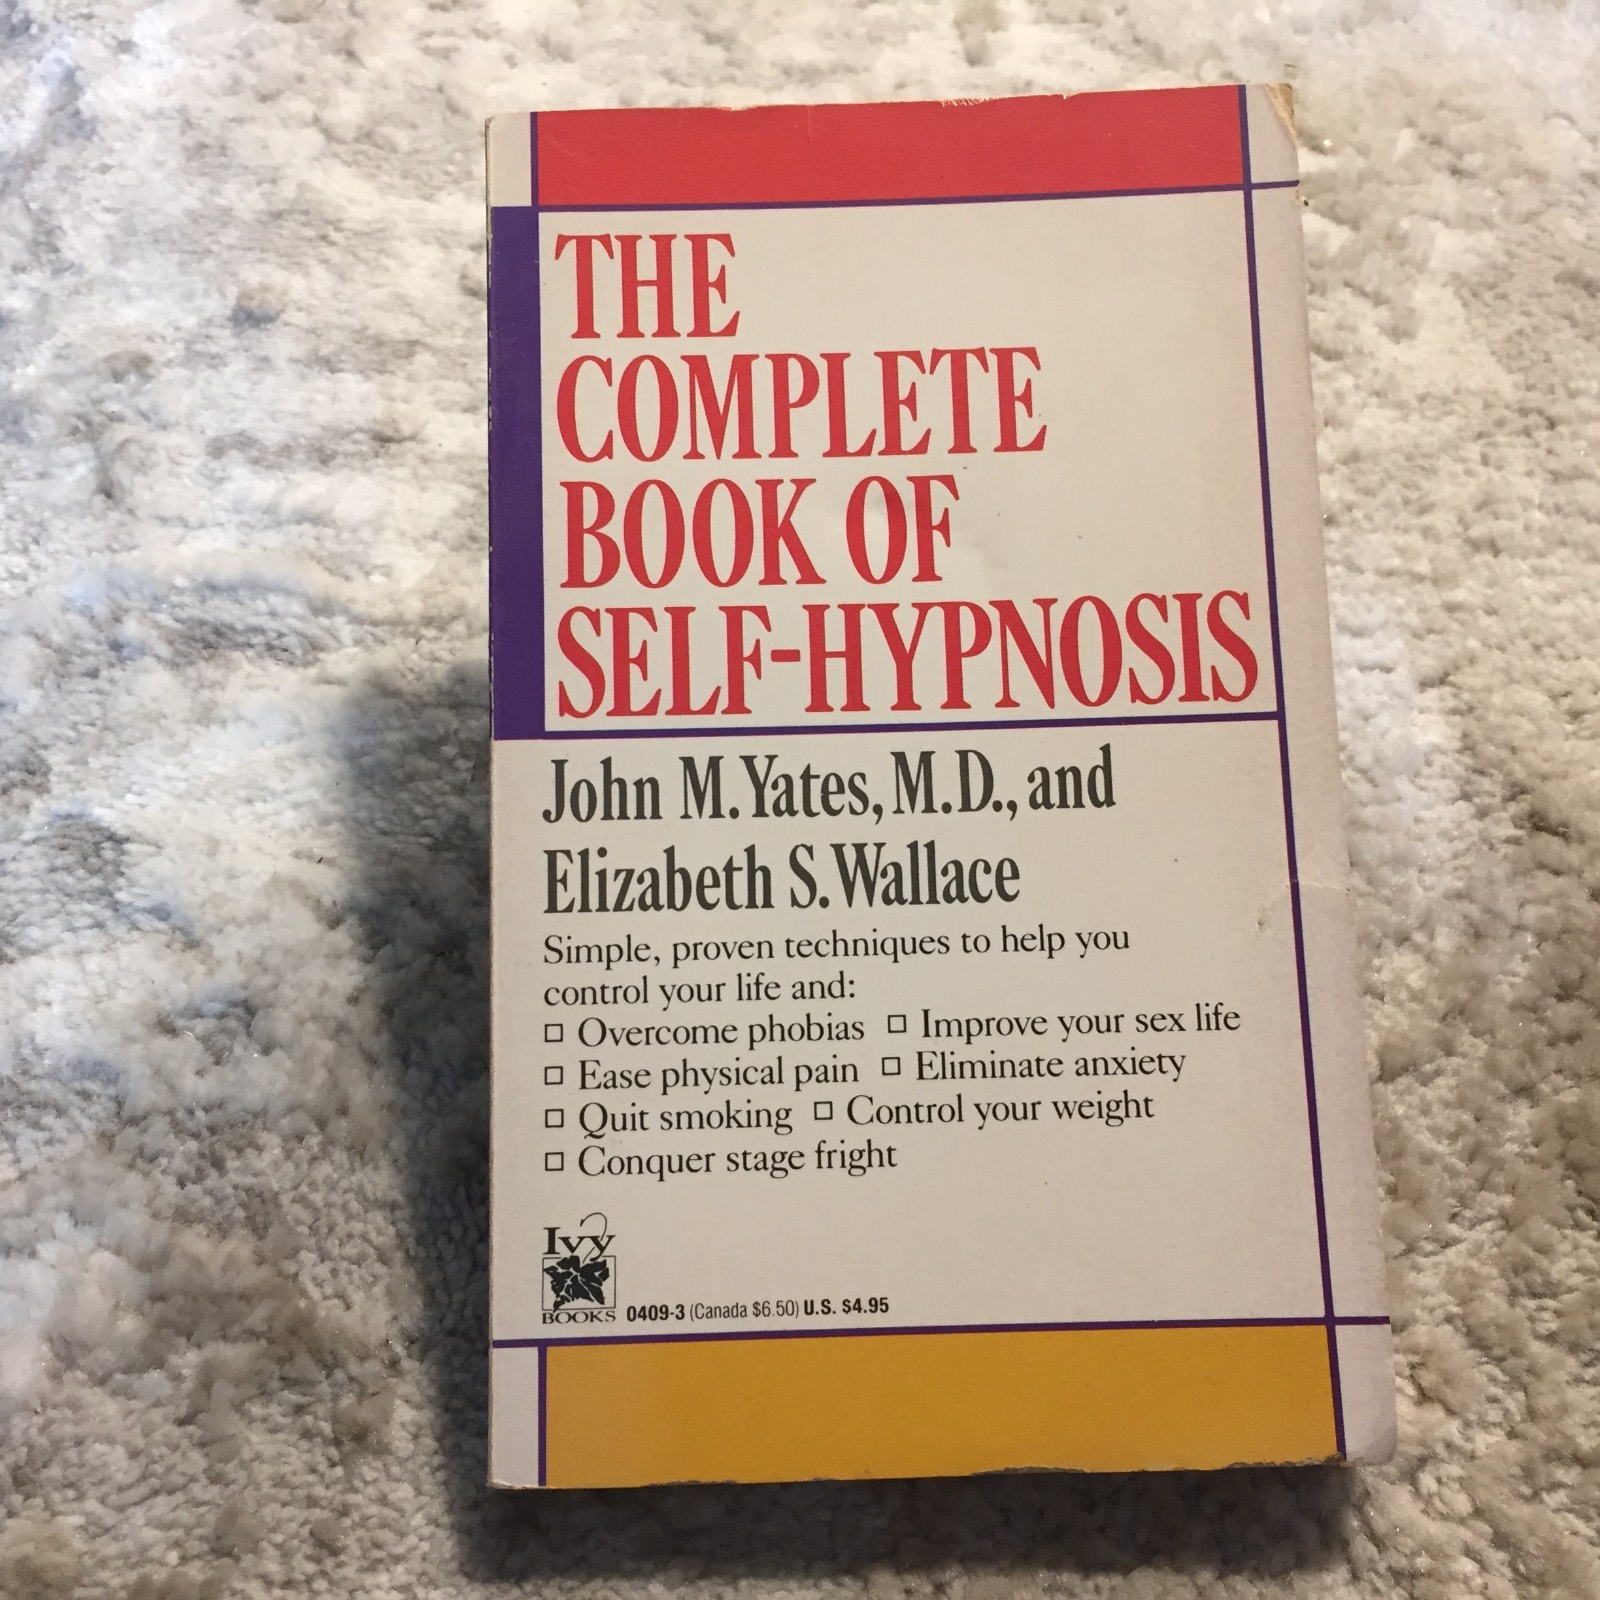 THE
COMPLETE
BOOK OF
SELF-HYPNOSIS
John M. Yates, M.D., and
Elizabeth S. Wallace
Simple, proven techniques to help you
control your life and:
□ Overcome phobias □ Improve your sex life
□ Ease physical pain □ Eliminate anxiety
□ Quit smoking □ Control your weight
□ Conquer stage fright
Ivy
BOOKS 0409-3 (Canada $6.50) U.S. $4.95